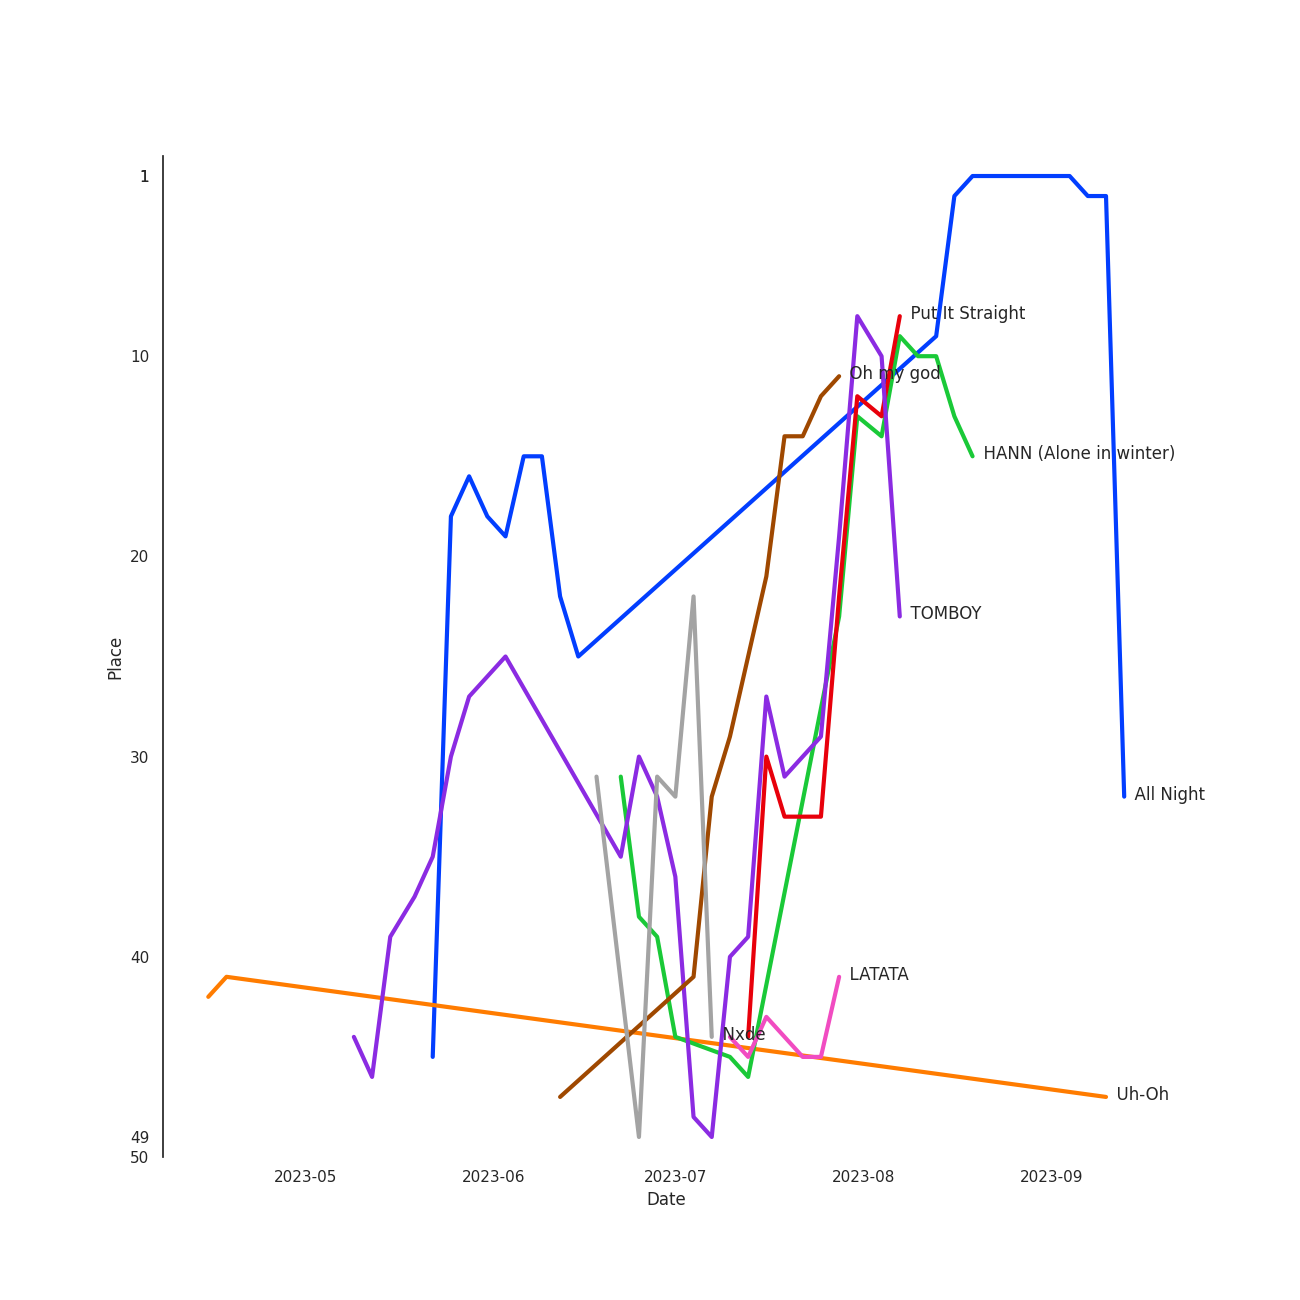 1
Put It Straight
10
Oh my god
HANN (Alone in winter)
20
TOMBOY
Place
30
All Night
40
LATATA
Nxde
Uh-Oh
49
50
2023-05 2023-06 2023-07 2023-08 2023-09
Date